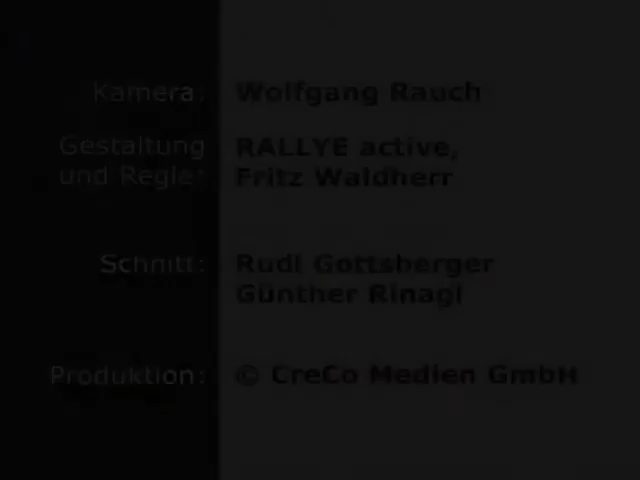 Kamera: Wolfgang Rauch
Gestaltung RALLYE active,
und Regie: Fritz Waldherr
Schnitt: Rudi Gottsberger
Günther Rinagl
Produktion: © CreCo Medien GmbH